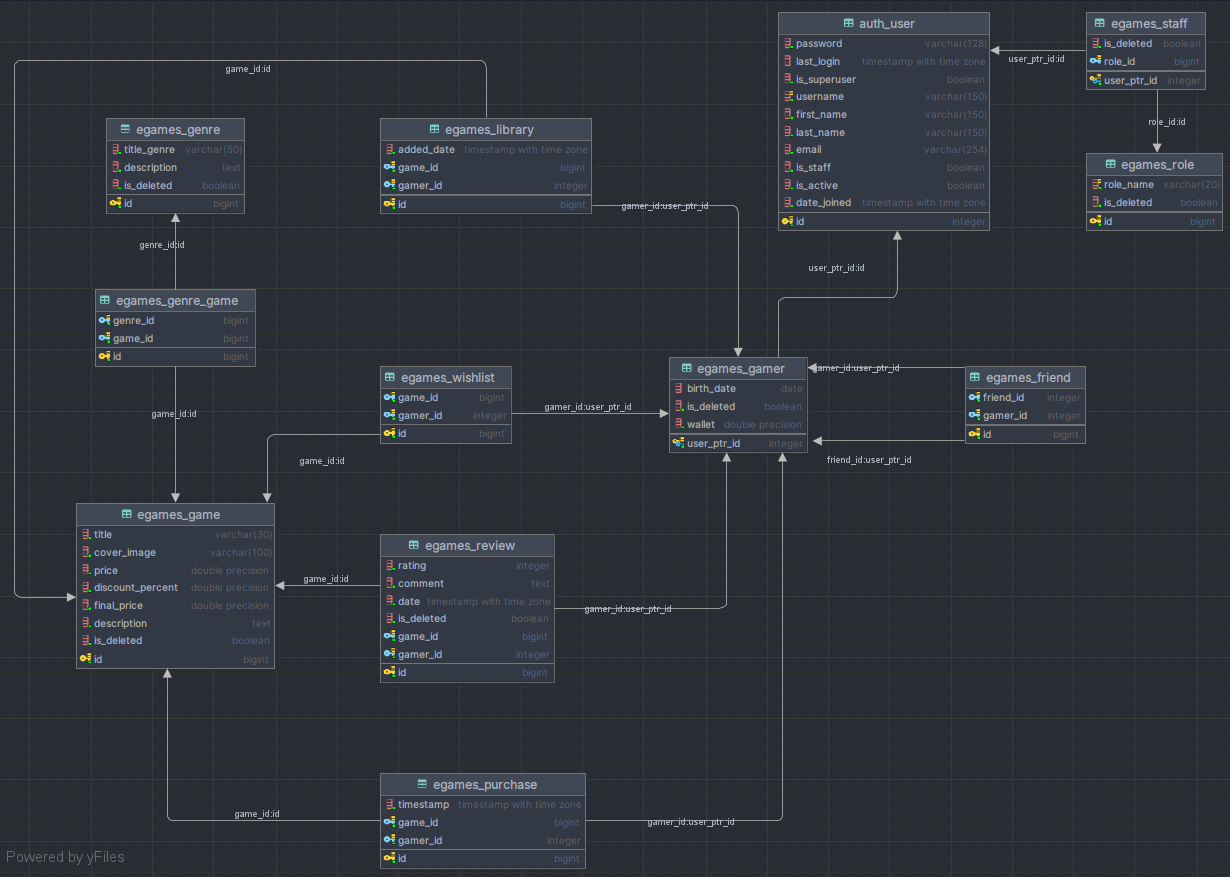 auth_user
password varchar(128)
last_login timestamp with time zone
is_superuser boolean
username varchar(150)
first_name varchar(150)
last_name varchar(150)
email varchar(254)
is_staff boolean
is_active boolean
date_joined timestamp with time zone
id integer
egames_staff
is_deleted boolean
role_id bigint
user_ptr_id integer
user_ptr_id:id
role_id:id
egames_role
role_name varchar(20)
is_deleted boolean
id bigint
game_id:id
egames_genre
title_genre varchar(50)
description text
is_deleted boolean
id bigint
egames_library
added_date timestamp with time zone
game_id bigint
gamer_id integer
id bigint
gamer_id:user_ptr_id
genre_id:id
user_ptr_id:id
egames_genre_game
genre_id bigint
game_id bigint
id bigint
game_id:id
egames_wishlist
game_id bigint
gamer_id integer
id bigint
gamer_id:user_ptr_id
game_id:id
egames_gamer
birth_date date
is_deleted boolean
wallet double precision
user_ptr_id integer
gamer_id:user_ptr_id
egames_friend
friend_id integer
gamer_id integer
id bigint
friend_id:user_ptr_id
egames_game
title varchar(30)
cover_image varchar(100)
price double precision
discount_percent double precision
final_price double precision
description text
is_deleted boolean
id bigint
game_id:id
egames_review
rating integer
comment text
date timestamp with time zone
is_deleted boolean
game_id bigint
gamer_id integer
id bigint
gamer_id:user_ptr_id
egames_purchase
timestamp timestamp with time zone
game_id bigint
gamer_id integer
id bigint
game_id:id
gamer_id:user_ptr_id
Powered by yFiles